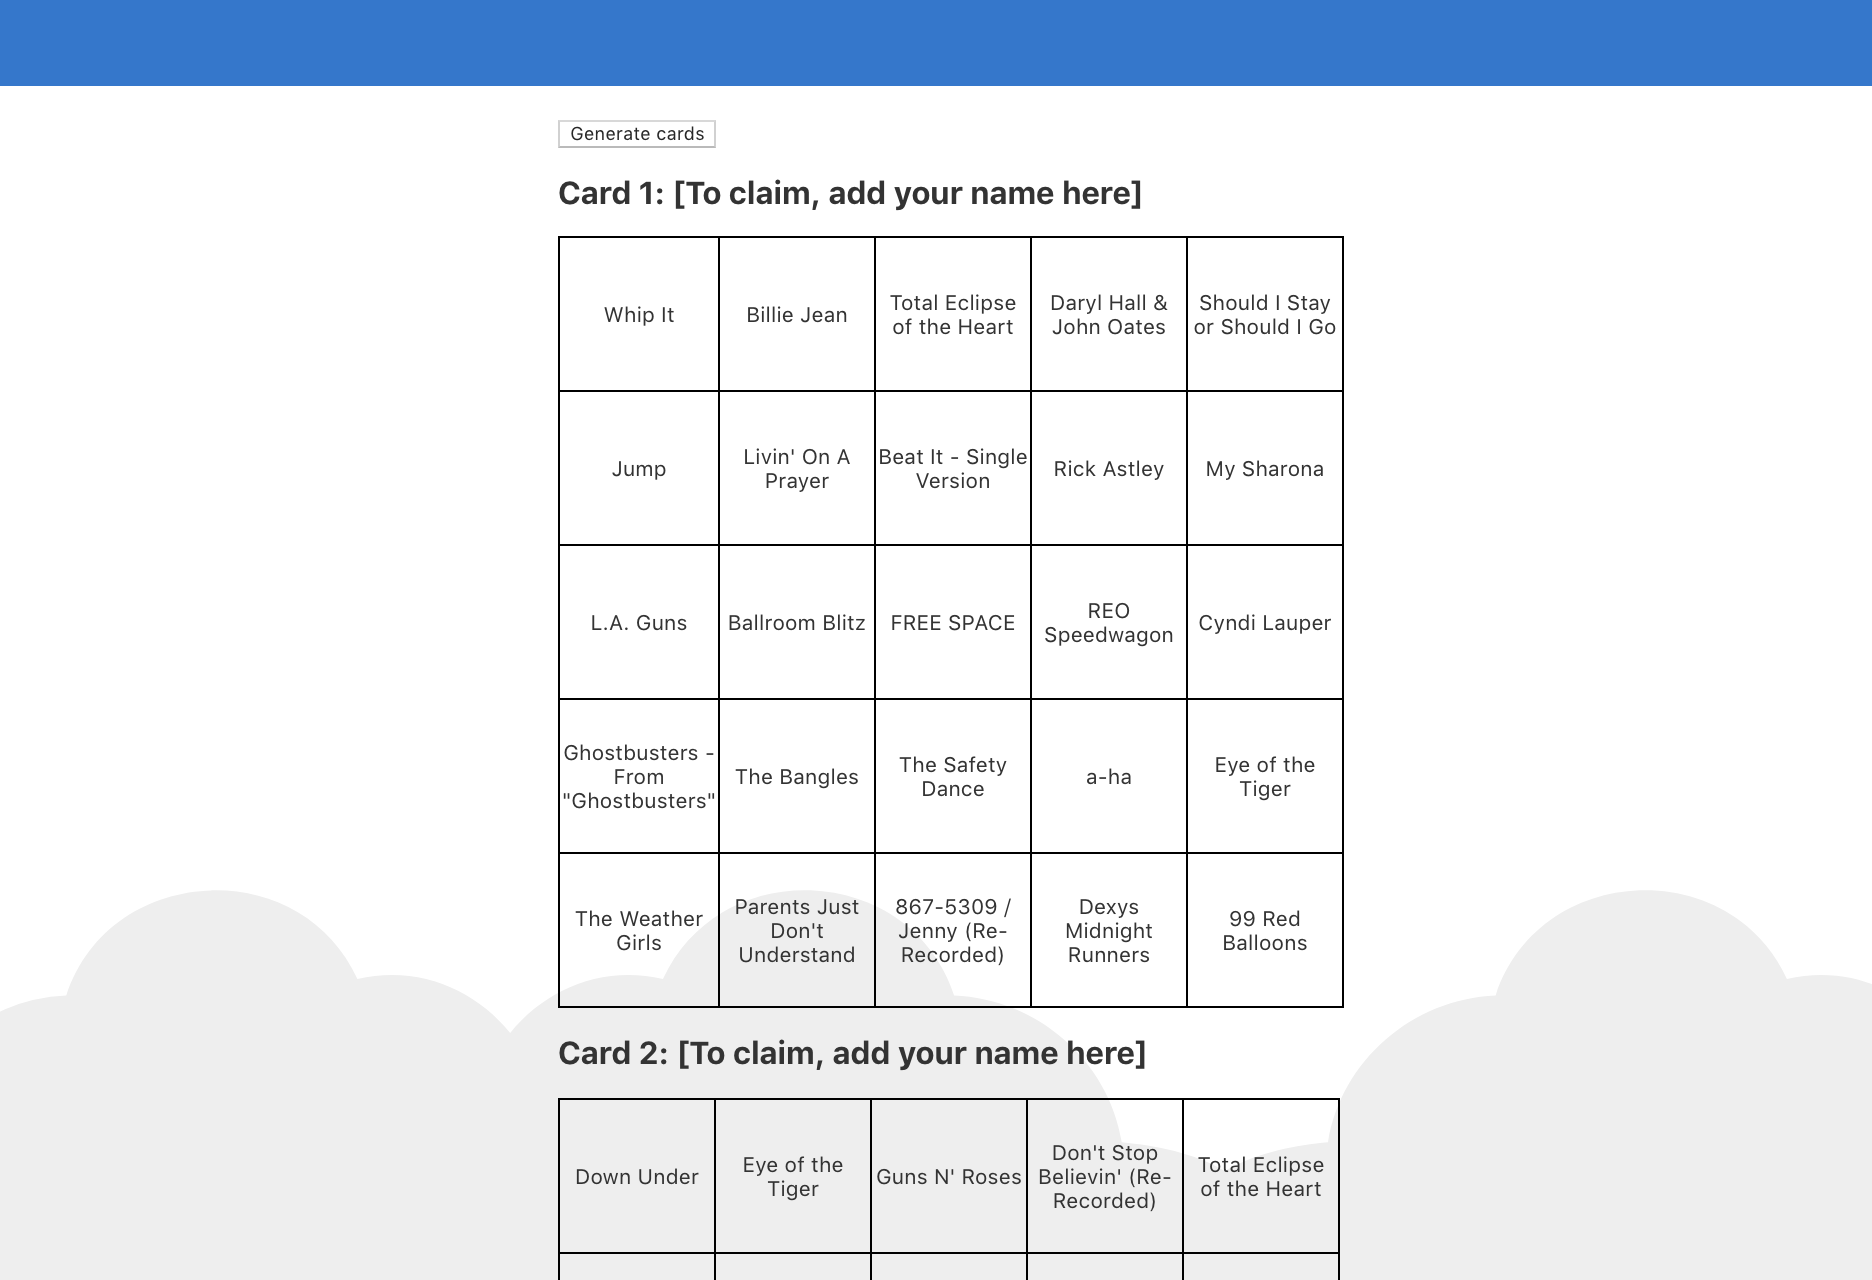 Generate cards
Card 1: [To claim, add your name here]
Whip It
Billie Jean
Total Eclipse
of the Heart
Daryl Hall &
John Oates
Should I Stay
or Should I Go
Jump
Livin' On A
Prayer
Beat It - Single
Version
Rick Astley
My Sharona
L.A. Guns
Ballroom Blitz
FREE SPACE
REO
Speedwagon
Cyndi Lauper
Ghostbusters -
From
"Ghostbusters"
The Bangles
The Safety
Dance
a-ha
Eye of the
Tiger
The Weather
Girls
Parents Just
Don't
Understand
867-5309 /
Jenny (Re-
Recorded)
Dexys
Midnight
Runners
99 Red
Balloons
Card 2: [To claim, add your name here]
Down Under
Eye of the
Tiger
Guns N' Roses
Don't Stop
Believin' (Re-
Recorded)
Total Eclipse
of the Heart